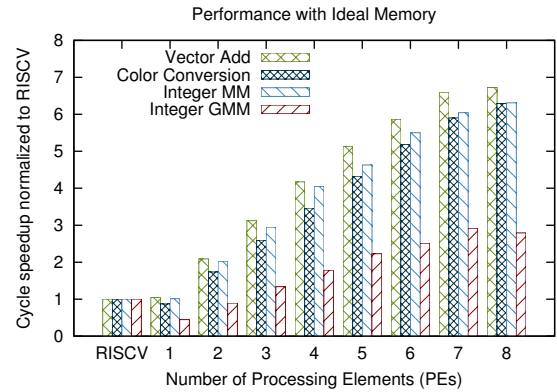 Performance with Ideal Memory
Cycle speedup normalized to RISCV
8
7
6
5
4
3
2
1
0
Vector Add
Color Conversion
Integer MM
Integer GMM
RISCV 1 2 3 4 5 6 7 8
Number of Processing Elements (PEs)